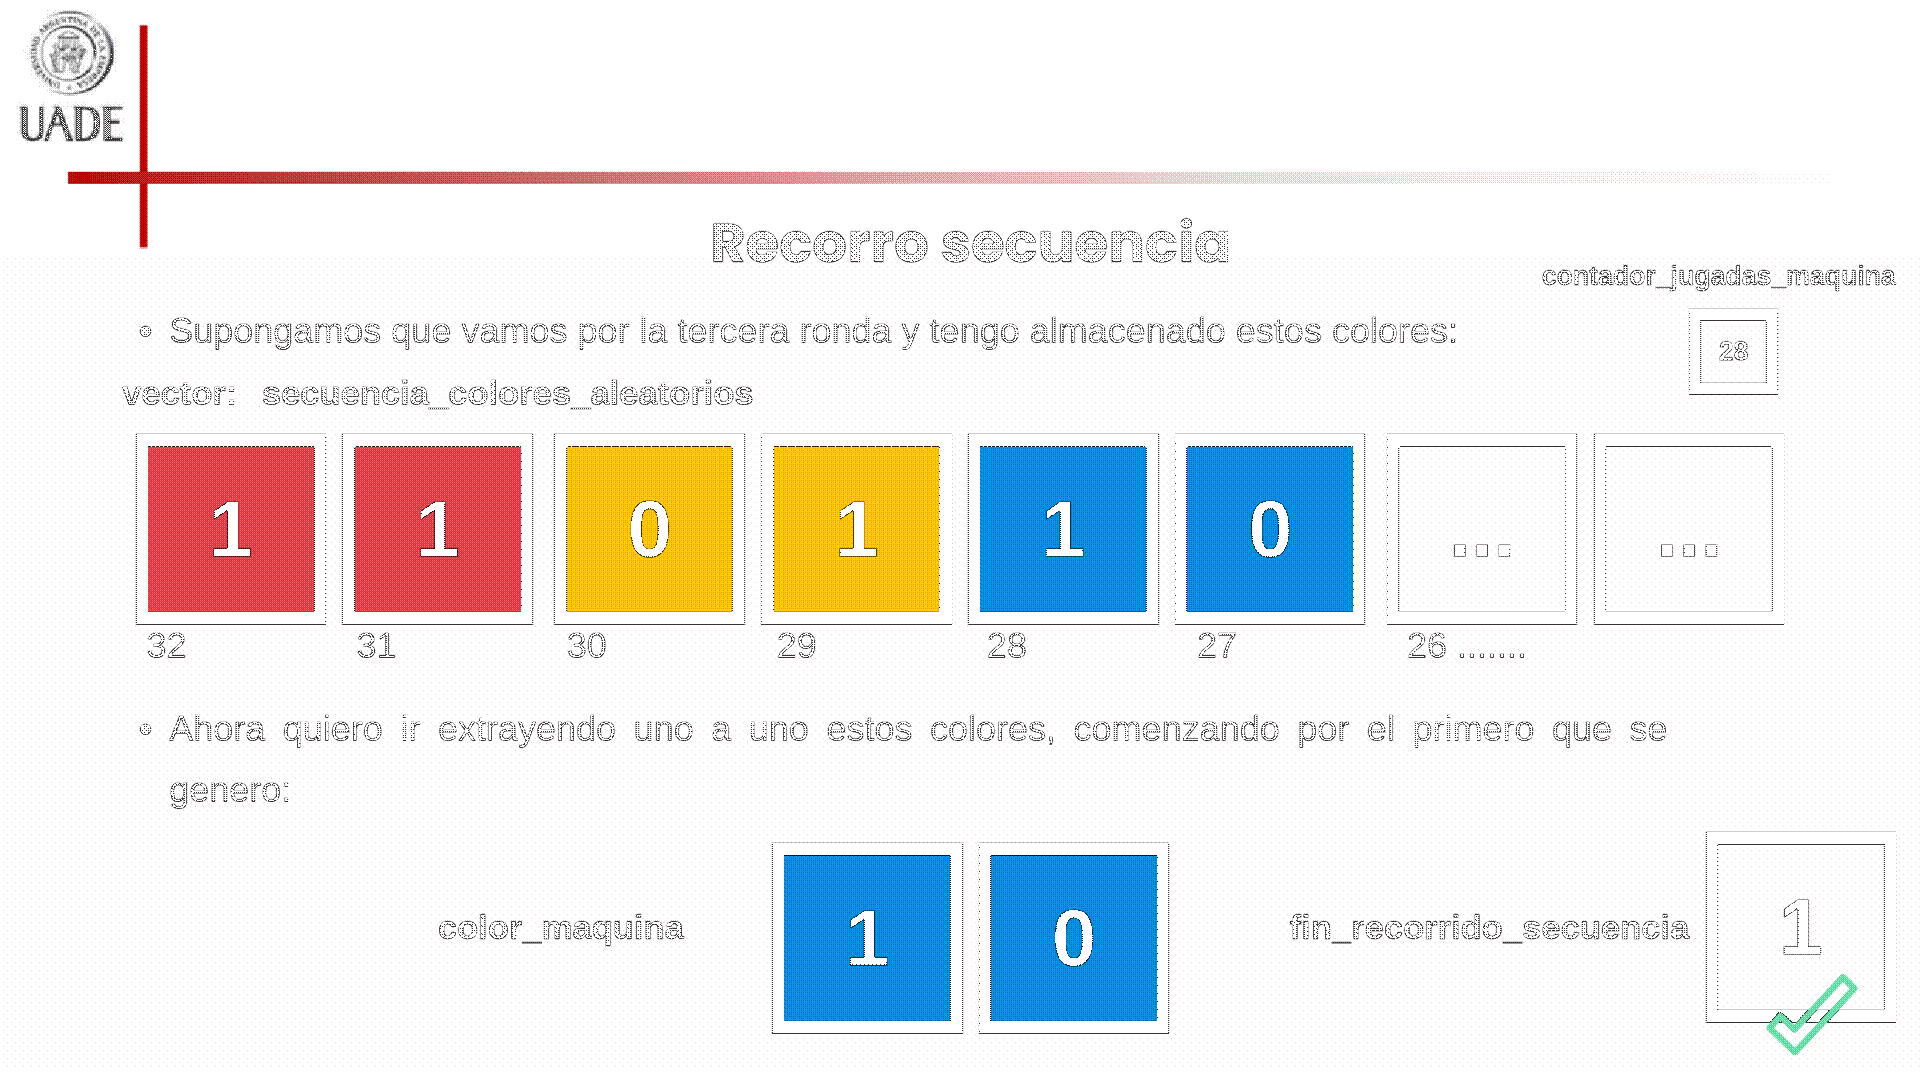 UADE
Recorro secuencia
contador_jugadas_maquina
• Supongamos que vamos por la tercera ronda y tengo almacenado estos colores:
28
vector: secuencia_colores_aleatorios
1 1 0 1 1 0 ... ...
32 31 30 29 28 27 26 .......
• Ahora quiero ir extrayendo uno a uno estos colores, comenzando por el primero que se
genero:
color_maquina 1 0 fin_recorrido_secuencia 1